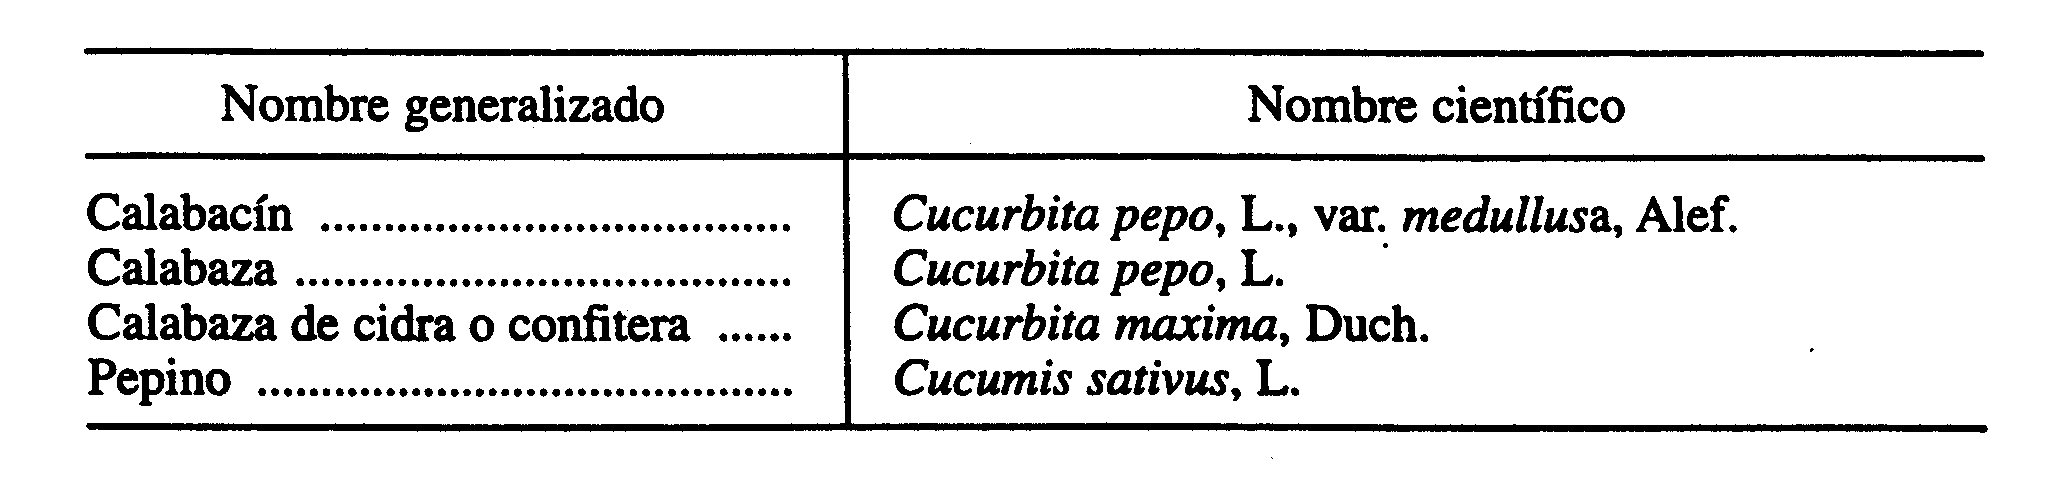 Nombre generalizado Nombre científico
Calabacín .................................... Cucurbita pepo, L., var. medullusa, Alef.
Calabaza ...................................... Cucurbita pepo, L.
Calabaza de cidra o confitera ...... Cucurbita maxima, Duch.
Pepino ......................................... Cucumis sativus, L.